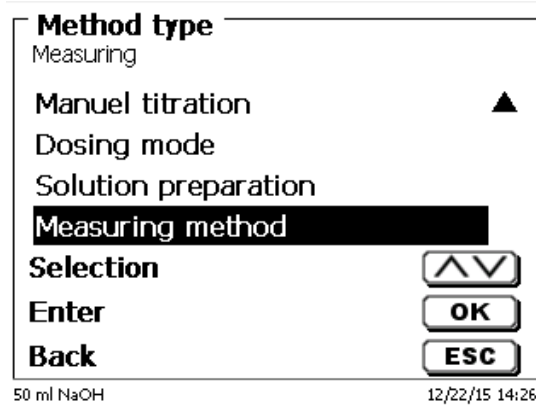 Method type
Measuring
Manuel titration
Dosing mode
Solution preparation
Measuring method
Selection
Enter OK
Back ESC
50 ml NaOH 12/22/15 14:26